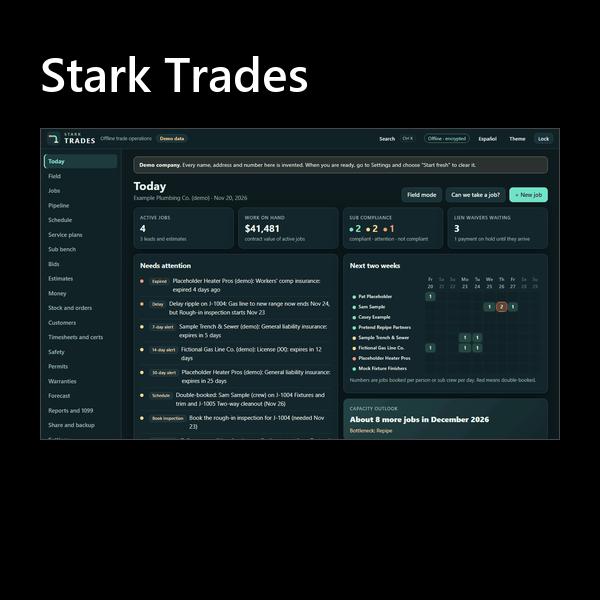 Stark Trades
STARK
TRADES
Offline trade operations
Demo data
Search
Ctrl K
Offline · encrypted
Español
Theme
Lock
Today
Field
Jobs
Pipeline
Schedule
Service plans
Sub bench
Bids
Estimates
Money
Stock and orders
Customers
Timesheets and certs
Safety
Permits
Warranties
Forecast
Reports and 1099
Share and backup
Demo company. Every name, address and number here is invented. When you are ready, go to Settings and choose "Start fresh" to clear it.
Today
Example Plumbing Co. (demo) · Nov 20, 2026
Field mode
Can we take a job?
+ New job
ACTIVE JOBS
4
3 leads and estimates
WORK ON HAND
$41,481
contract value of active jobs
SUB COMPLIANCE
2 2 1
compliant · attention · not compliant
LIEN WAIVERS WAITING
3
1 payment on hold until they arrive
Needs attention
Expired
Placeholder Heater Pros (demo): Workers' comp insurance:
expired 4 days ago
Delay
Delay ripple on J-1004: Gas line to new range now ends Nov 24,
but Rough-in inspection starts Nov 23
7-day alert
Sample Trench & Sewer (demo): General liability insurance:
expires in 5 days
14-day alert
Fictional Gas Line Co. (demo): License (XX): expires in 12
days
30-day alert
Placeholder Heater Pros (demo): General liability insurance:
expires in 25 days
Schedule
Double-booked: Sam Sample (crew) on J-1004 Fixtures and
trim and J-1005 Two-way cleanout (Nov 26)
Book inspection
Book the rough-in inspection for J-1004 (needed Nov
23)
Next two weeks
Fr Sa Su Mo Tu We Th Fr Sa Su Mo Tu We Th
20 21 22 23 24 25 26 27 28 29
Pat Placeholder 1
Sam Sample 1 2 1
Casey Example
Pretend Repipe Partners
Sample Trench & Sewer 1 1
Fictional Gas Line Co. 1 1 1
Placeholder Heater Pros
Mock Fixture Finishers
Numbers are jobs booked per person or sub crew per day. Red means double-booked.
CAPACITY OUTLOOK
About 8 more jobs in December 2026
Bottleneck: Repipe